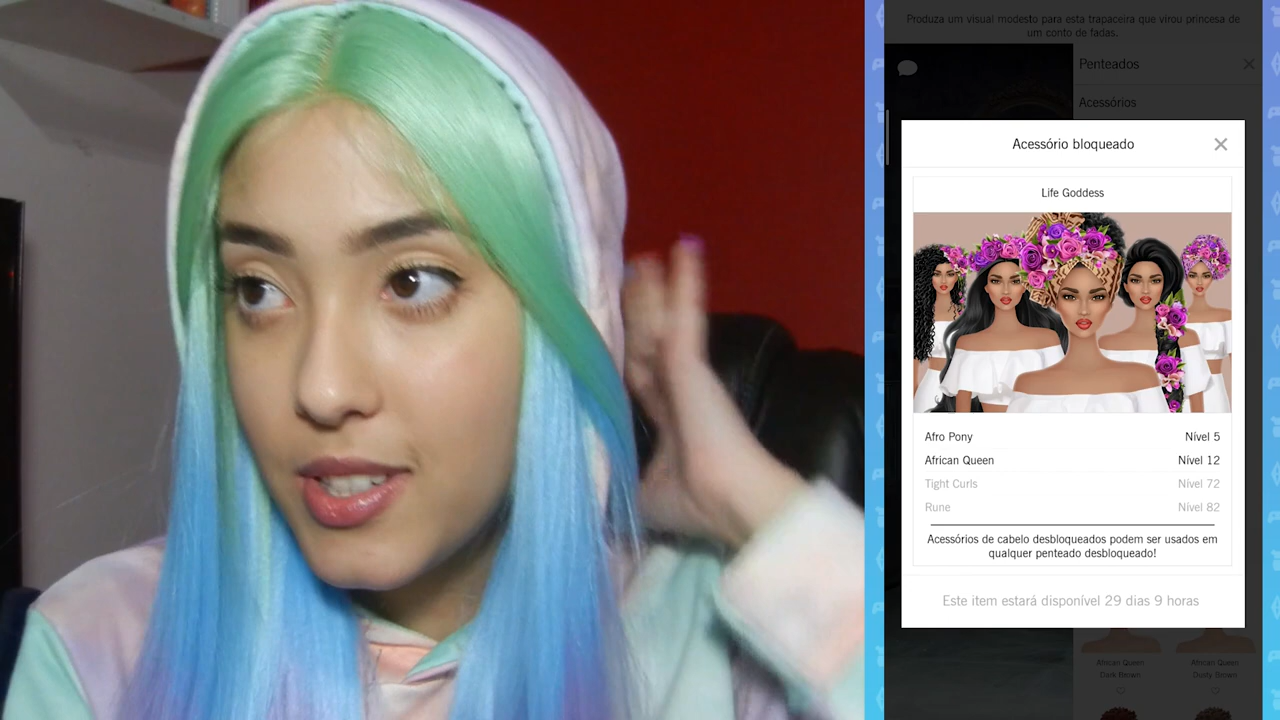 Produza um visual modesto para esta trapaceira que virou princesa de
um conto de fadas.
Penteados
Acessórios
Acessório bloqueado
Life Goddess
Afro Pony Nível 5
African Queen Nível 12
Tight Curls Nível 72
Rune Nível 82
Acessórios de cabelo desbloqueados podem ser usados em
qualquer penteado desbloqueado!
Este item estará disponível 29 dias 9 horas
African Queen
Dark Brown
African Queen
Dusty Brown